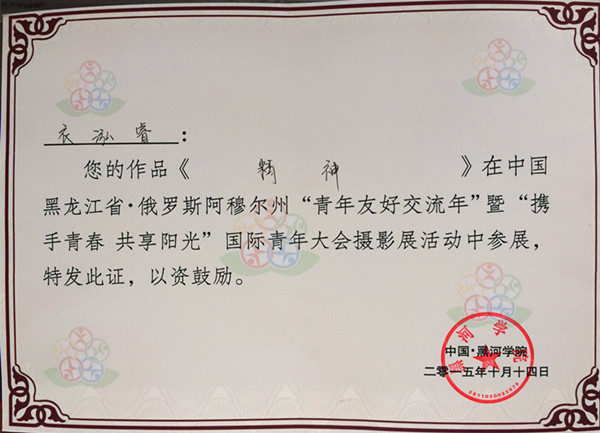 衣泓睿：
您的作品《 精神 》在中国
黑龙江省·俄罗斯阿穆尔州“青年友好交流年”暨“携
手青春 共享阳光”国际青年大会摄影展活动中参展，
特发此证，以资鼓励。
黑河学院
中国·黑河学院
二零一五年十月十四日